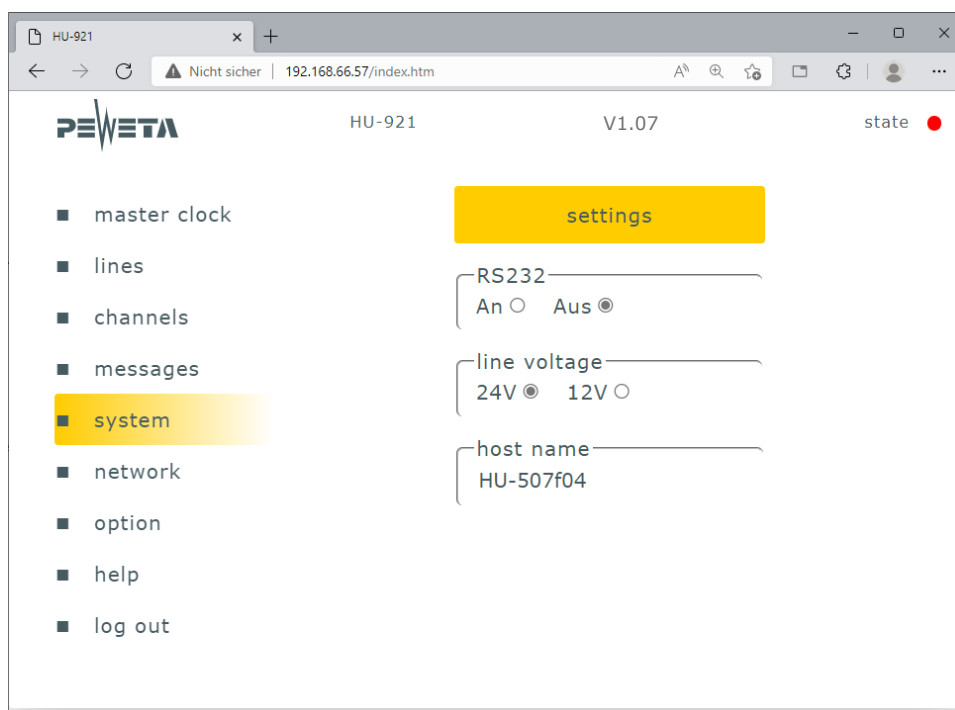 HU-921
Nicht sicher 192.168.66.57/index.htm
PEWETA HU-921 V1.07 state
master clock
lines
channels
messages
system
network
option
help
log out
settings
RS232
An Aus
line voltage
24V 12V
host name
HU-507f04